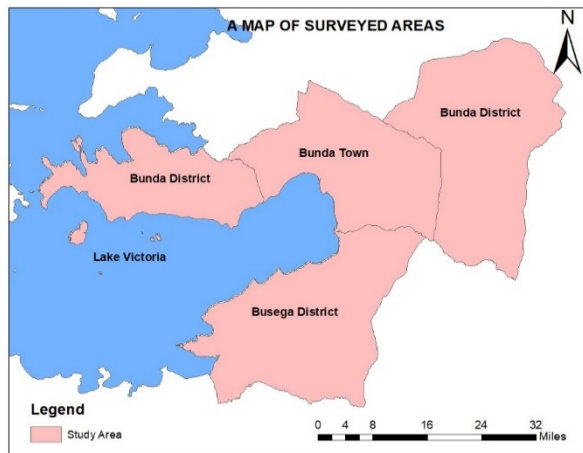 A MAP OF SURVEYED AREAS
N
Bunda District
Bunda Town
Bunda District
Lake Victoria
Busega District
Legend
Study Area
0 2 4 8 16 24 32
Miles